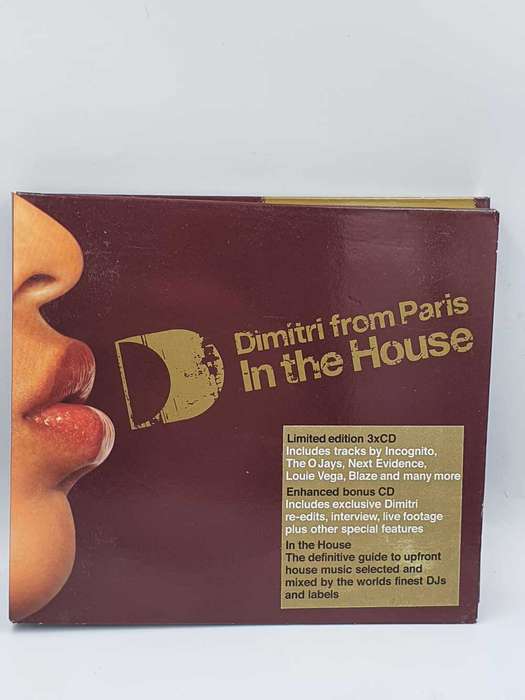 Dimitri from Paris
In the House
Limited edition 3xCD
Includes tracks by Incognito,
The O Jays, Next Evidence,
Louie Vega, Blaze and many more
Enhanced bonus CD
Includes exclusive Dimitri
re-edits, interview, live footage
plus other special features
In the House
The definitive guide to upfront
house music selected and
mixed by the worlds finest DJs
and labels